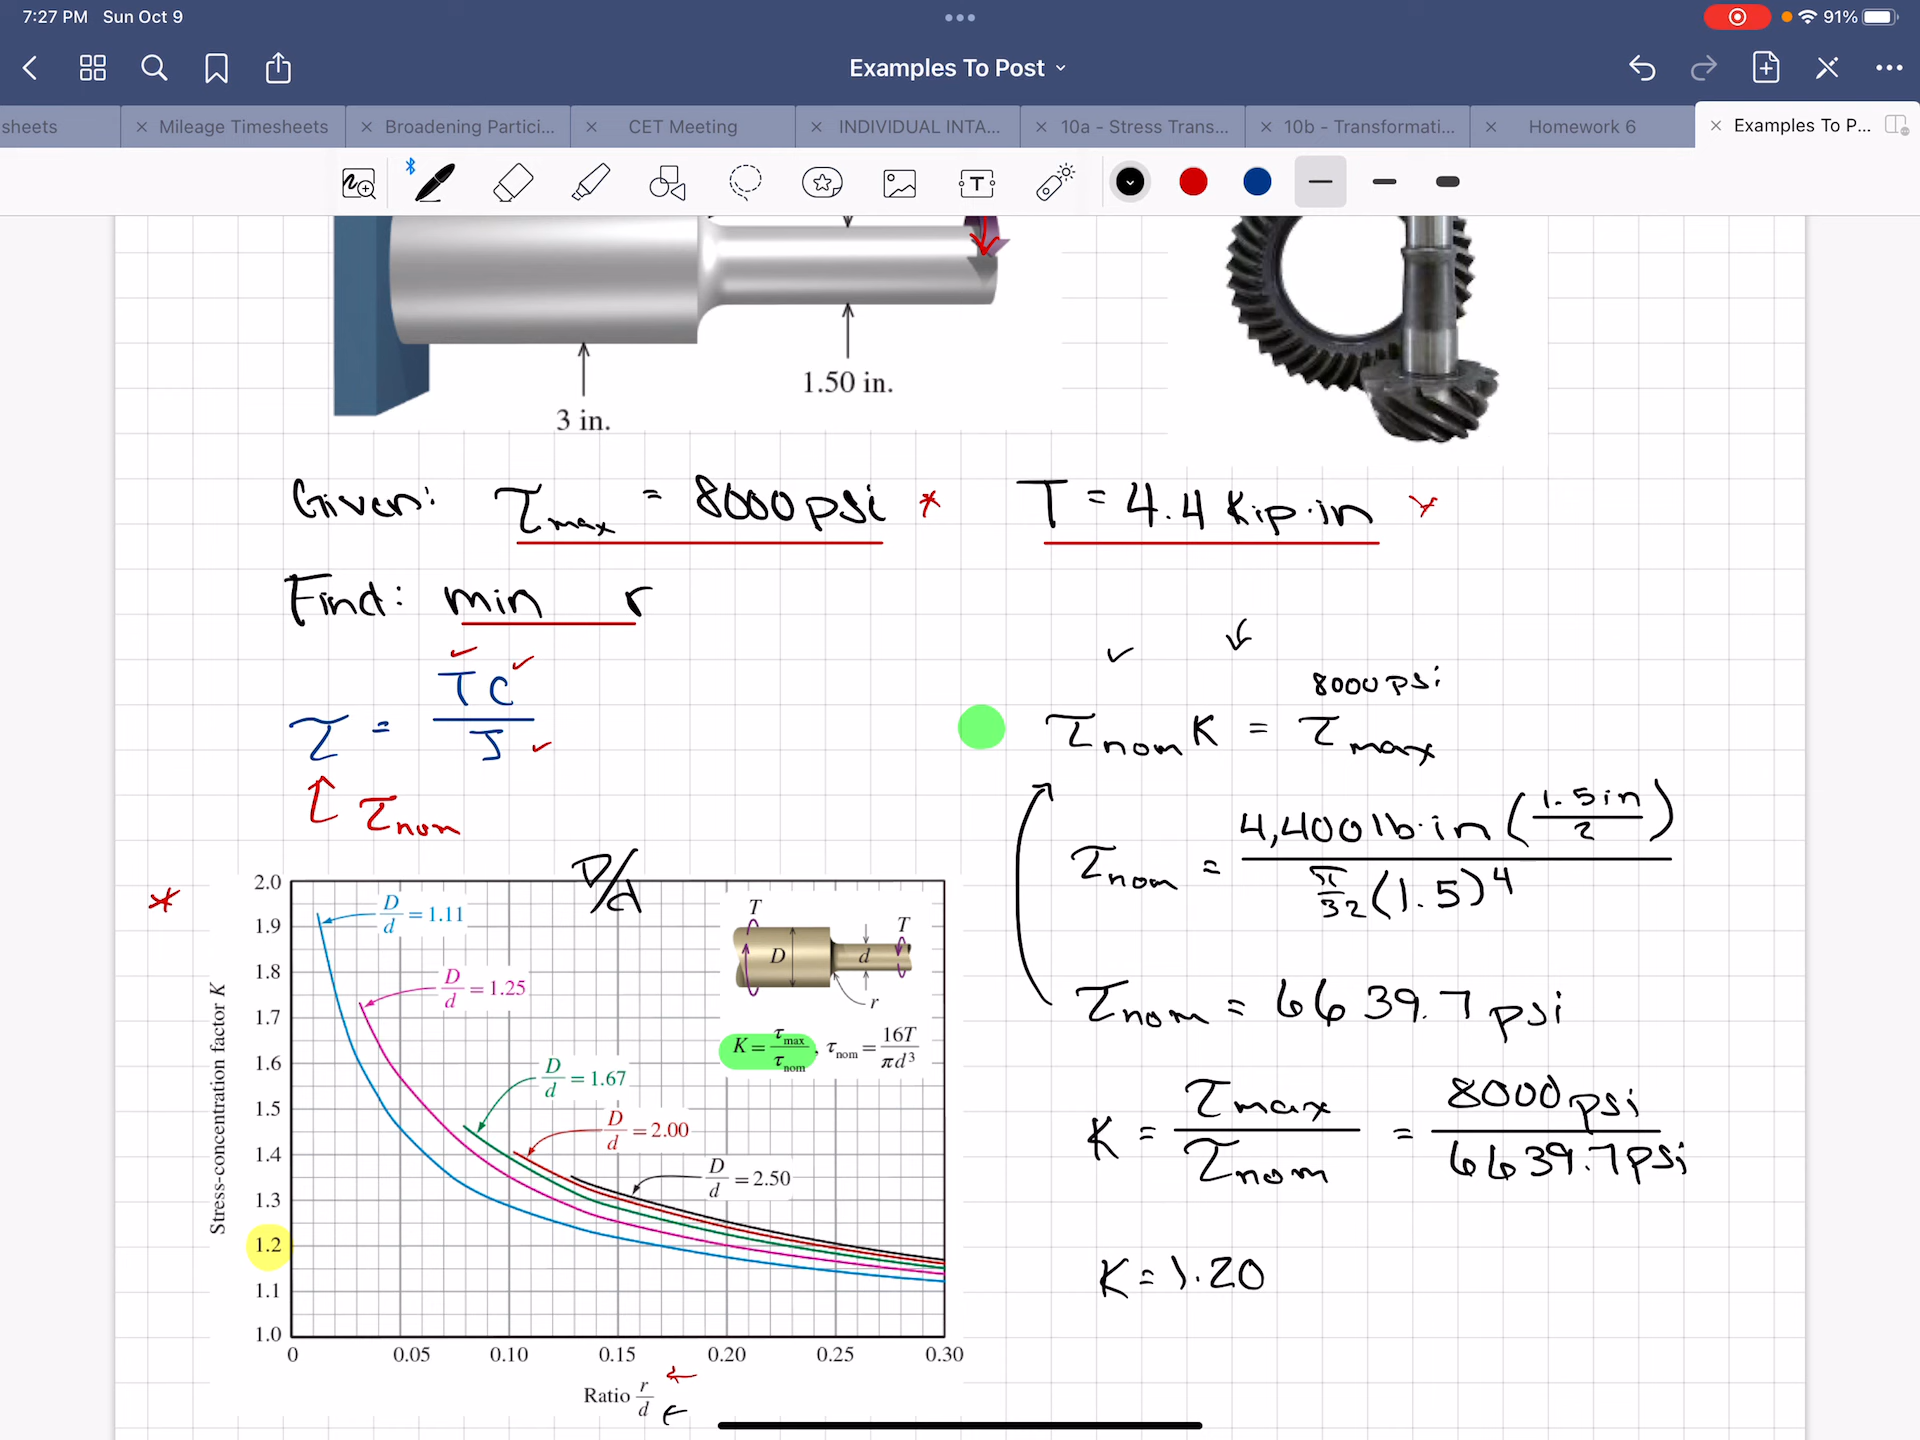 7:27 PM Sun Oct 9
91%
Examples To Post
sheets
Mileage Timesheets
Broadening Partici...
CET Meeting
INDIVIDUAL INTA...
10a - Stress Trans...
10b - Transformati...
Homework 6
Examples To P...
T
1.50 in.
3 in.
Given: τmax = 8000 psi * T = 4.4 Kip·in *
Find: min r
τ = TC/J
τnom
8000 psi
τnom K = τmax
τnom = 4,400 lb·in (1.5in/2) / π/32 (1.5)^4
τnom = 6639.7 psi
K = τmax/τnom = 8000 psi/6639.7 psi
K = 1.20
*
D/d
Stress-concentration factor K
2.0
1.9
1.8
1.7
1.6
1.5
1.4
1.3
1.2
1.1
1.0
D/d = 1.11
D/d = 1.25
D/d = 1.67
D/d = 2.00
D/d = 2.50
T
T
D
d
r
K = τmax/τnom, τnom = 16T/πd³
0 0.05 0.10 0.15 0.20 0.25 0.30
Ratio r/d